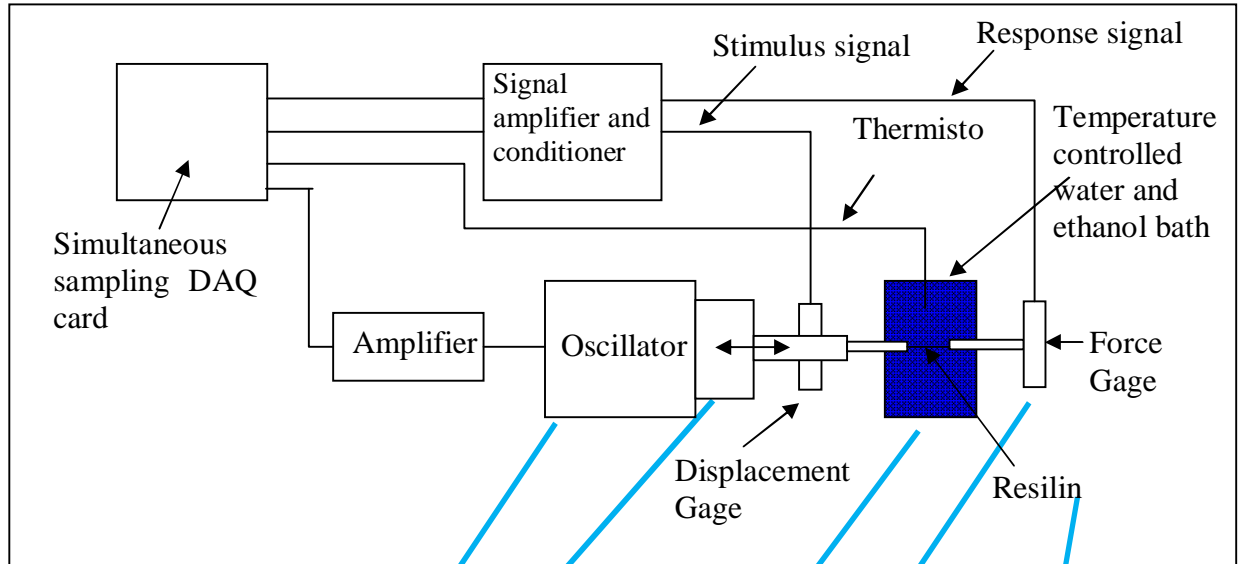 Response signal
Stimulus signal
Signal
amplifier and
conditioner
Thermisto
Temperature
controlled
water and
ethanol bath
Simultaneous
sampling DAQ
card
Amplifier
Oscillator
Force
Gage
Displacement
Gage
Resilin